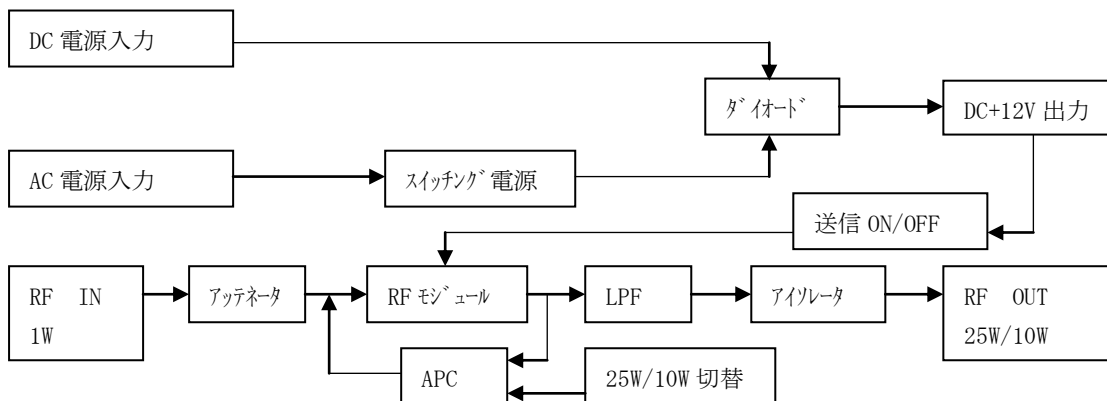 DC 電源入力
ﾀﾞｲｵｰﾄﾞ
DC+12V 出力
AC 電源入力
ｽｲｯﾁﾝｸﾞ電源
送信 ON/OFF
RF IN
1W
ｱｯﾃﾈｰﾀ
RF ﾓｼﾞｭｰﾙ
LPF
ｱｲｿﾚｰﾀ
RF OUT
25W/10W
APC
25W/10W 切替